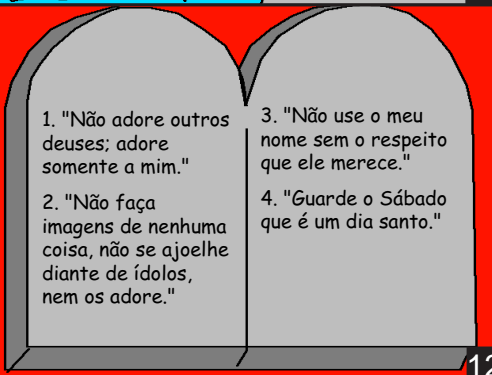 1. "Não adore outros
deuses; adore
somente a mim."
2. "Não faça
imagens de nenhuma
coisa, não se ajoelhe
diante de ídolos,
nem os adore."
3. "Não use o meu
nome sem o respeito
que ele merece."
4. "Guarde o Sábado
que é um dia santo."
12